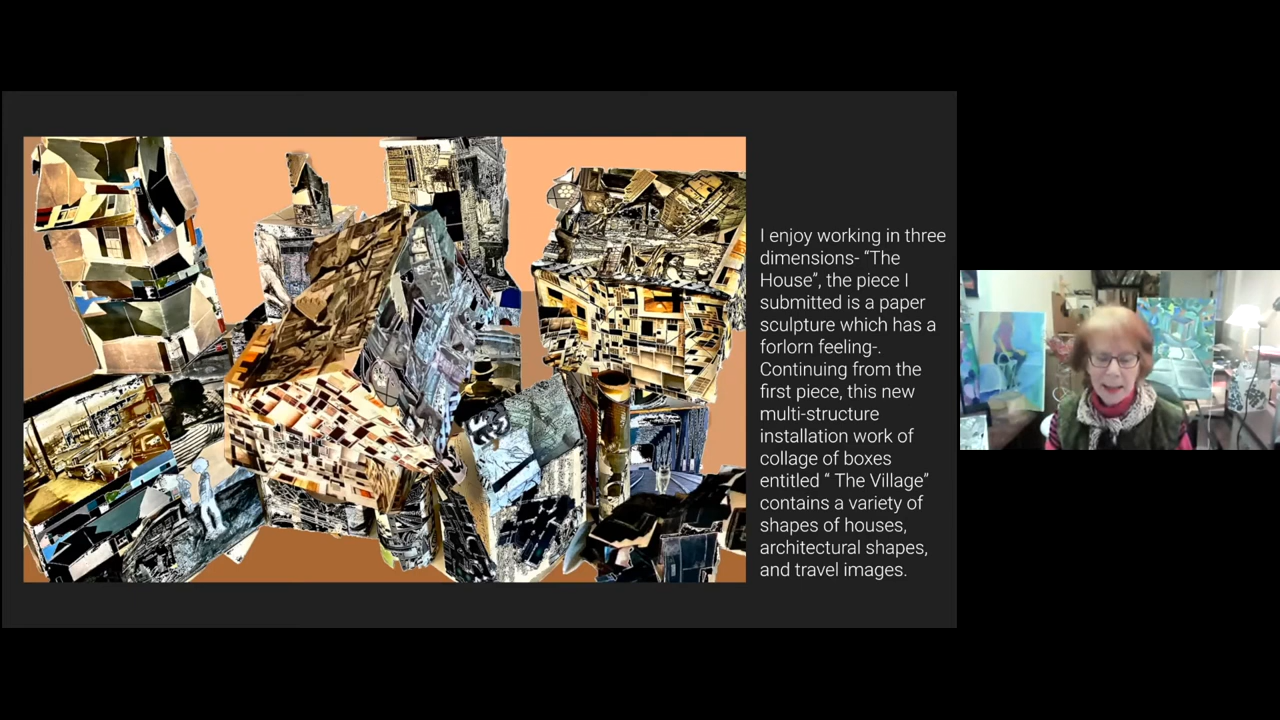 I enjoy working in three
dimensions- “The
House”, the piece I
submitted is a paper
sculpture which has a
forlorn feeling-.
Continuing from the
first piece, this new
multi-structure
installation work of
collage of boxes
entitled “ The Village”
contains a variety of
shapes of houses,
architectural shapes,
and travel images.